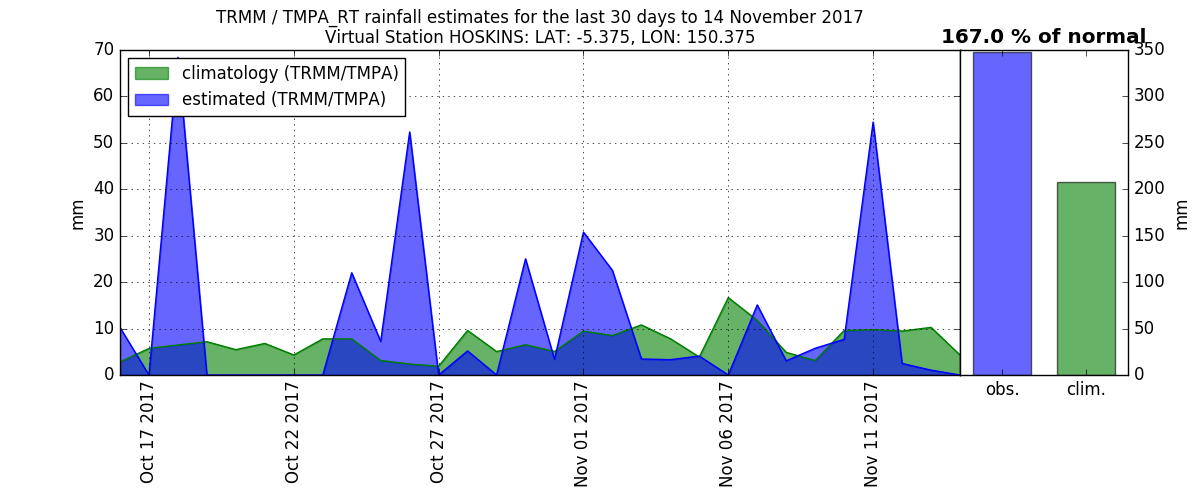 TRMM / TMPA_RT rainfall estimates for the last 30 days to 14 November 2017
Virtual Station HOSKINS: LAT: -5.375, LON: 150.375
167.0 % of normal
climatology (TRMM/TMPA)
estimated (TRMM/TMPA)
70
60
50
40
30
20
10
0
mm
Oct 17 2017
Oct 22 2017
Oct 27 2017
Nov 01 2017
Nov 06 2017
Nov 11 2017
350
300
250
200
150
100
50
0
mm
obs.
clim.